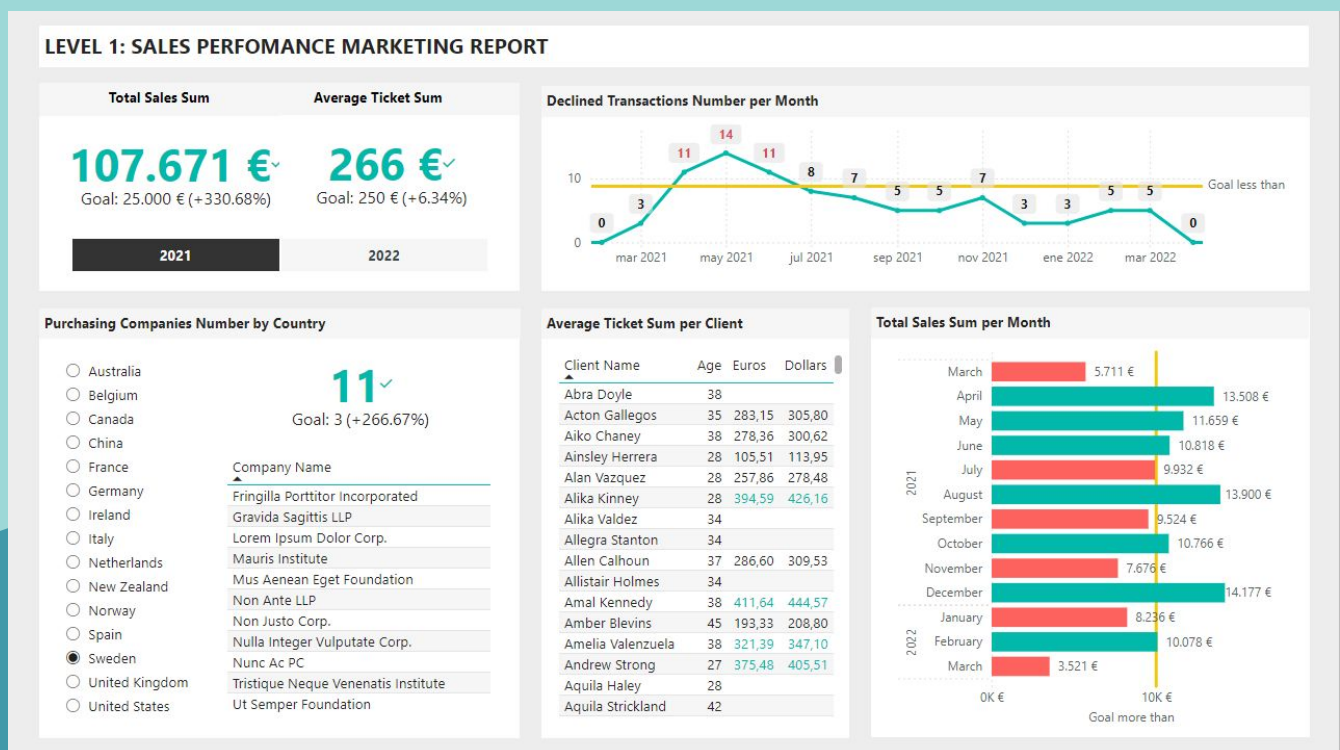 LEVEL 1: SALES PERFOMANCE MARKETING REPORT
Total Sales Sum
Average Ticket Sum
107.671 €
266 €
Goal: 25.000 € (+330.68%)
Goal: 250 € (+6.34%)
2021
2022
Declined Transactions Number per Month
10
0
0
3
11
14
11
8
7
5
5
7
3
3
5
5
0
Goal less than
mar 2021
may 2021
jul 2021
sep 2021
nov 2021
ene 2022
mar 2022
Purchasing Companies Number by Country
Australia
Belgium
Canada
China
France
Germany
Ireland
Italy
Netherlands
New Zealand
Norway
Spain
Sweden
United Kingdom
United States
11
Goal: 3 (+266.67%)
Company Name
Fringilla Porttitor Incorporated
Gravida Sagittis LLP
Lorem Ipsum Dolor Corp.
Mauris Institute
Mus Aenean Eget Foundation
Non Ante LLP
Non Justo Corp.
Nulla Integer Vulputate Corp.
Nunc Ac PC
Tristique Neque Venenatis Institute
Ut Semper Foundation
Average Ticket Sum per Client
Client Name Age Euros Dollars
Abra Doyle 38
Acton Gallegos 35 283,15 305,80
Aiko Chaney 38 278,36 300,62
Ainsley Herrera 28 105,51 113,95
Alan Vazquez 28 257,86 278,48
Alika Kinney 28 394,59 426,16
Alika Valdez 34
Allegra Stanton 34
Allen Calhoun 37 286,60 309,53
Allistair Holmes 34
Amal Kennedy 38 411,64 444,57
Amber Blevins 45 193,33 208,80
Amelia Valenzuela 38 321,39 347,10
Andrew Strong 27 375,48 405,51
Aquila Haley 28
Aquila Strickland 42
Total Sales Sum per Month
2021
March 5.711 €
April 13.508 €
May 11.659 €
June 10.818 €
July 9.932 €
August 13.900 €
September 9.524 €
October 10.766 €
November 7.676 €
December 14.177 €
2022
January 8.236 €
February 10.078 €
March 3.521 €
0K €
10K €
Goal more than